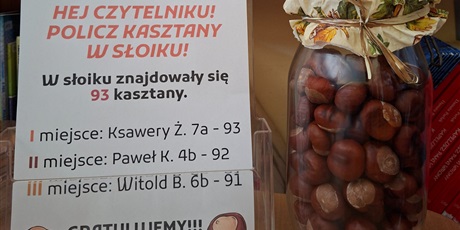 HEJ CZYTELNIKU!
POLICZ KASZTANY
W SŁOIKU!
W słoiku znajdowały się
93 kasztany.
I miejsce: Ksawery Ż. 7a - 93
II miejsce: Paweł K. 4b - 92
III miejsce: Witold B. 6b - 91
GRATULUJEMY!!!